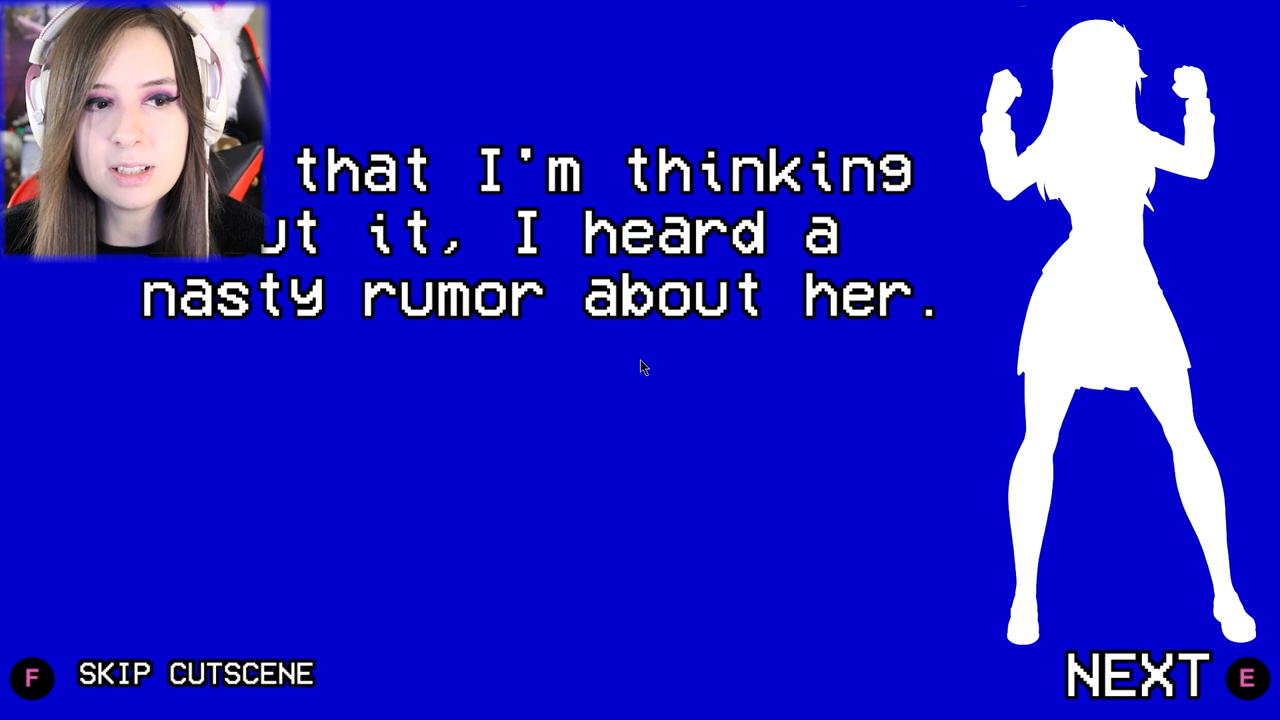 that I'm thinking
ut it, I heard a
nasty rumor about her.
F SKIP CUTSCENE
NEXT E